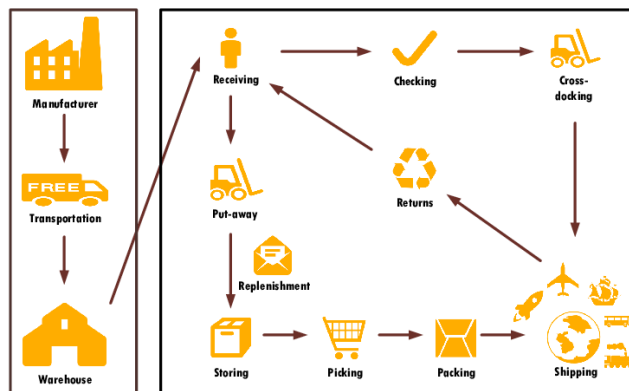 Manufacturer
FREE
Transportation
Warehouse
Receiving
Checking
Cross-
docking
Put-away
Returns
Replenishment
Storing
Picking
Packing
Shipping